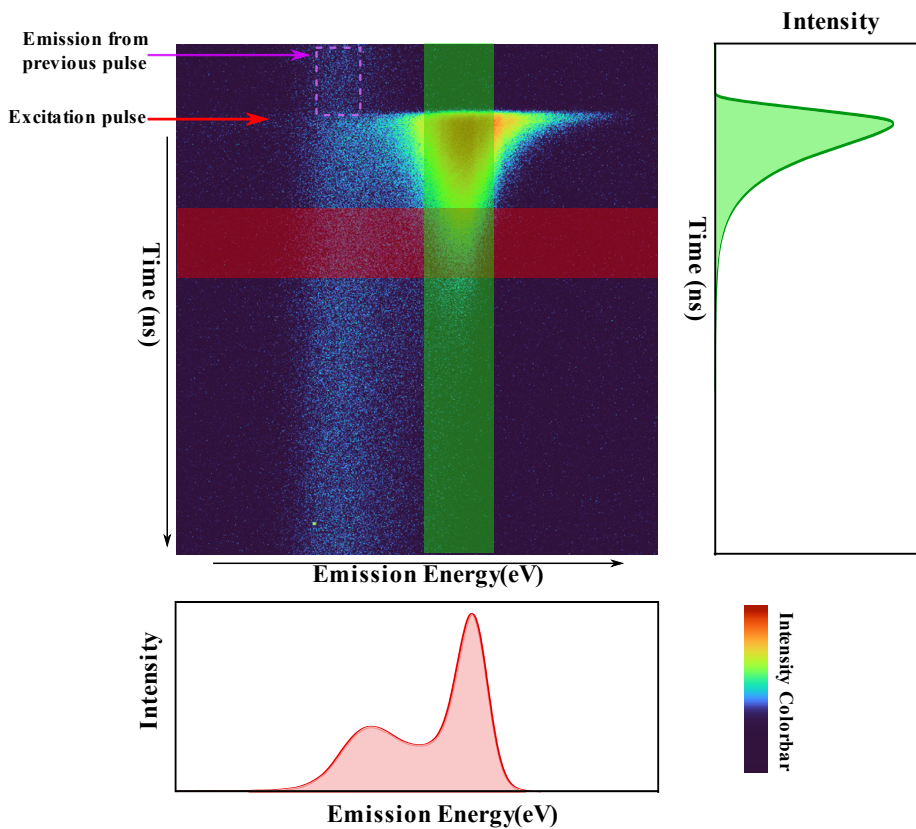 Intensity
Emission from
previous pulse
Excitation pulse
Time (ns)
Time (ns)
Emission Energy(eV)
Intensity
Intensity Colorbar
Emission Energy(eV)